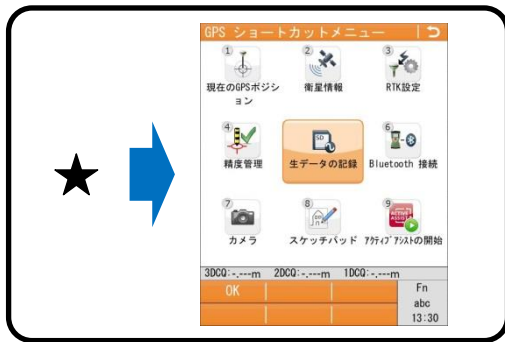 GPS ショートカットメニュー
1
2
3
現在のGPSポジション
衛星情報
RTK設定
4
6
精度管理
生データの記録
Bluetooth 接続
7
8
9
カメラ
スケッチパッド
アクティブアシストの開始
3DCQ:-.---m 2DCQ:-.---m 1DCQ:-.---m
OK
Fn
abc
13:30